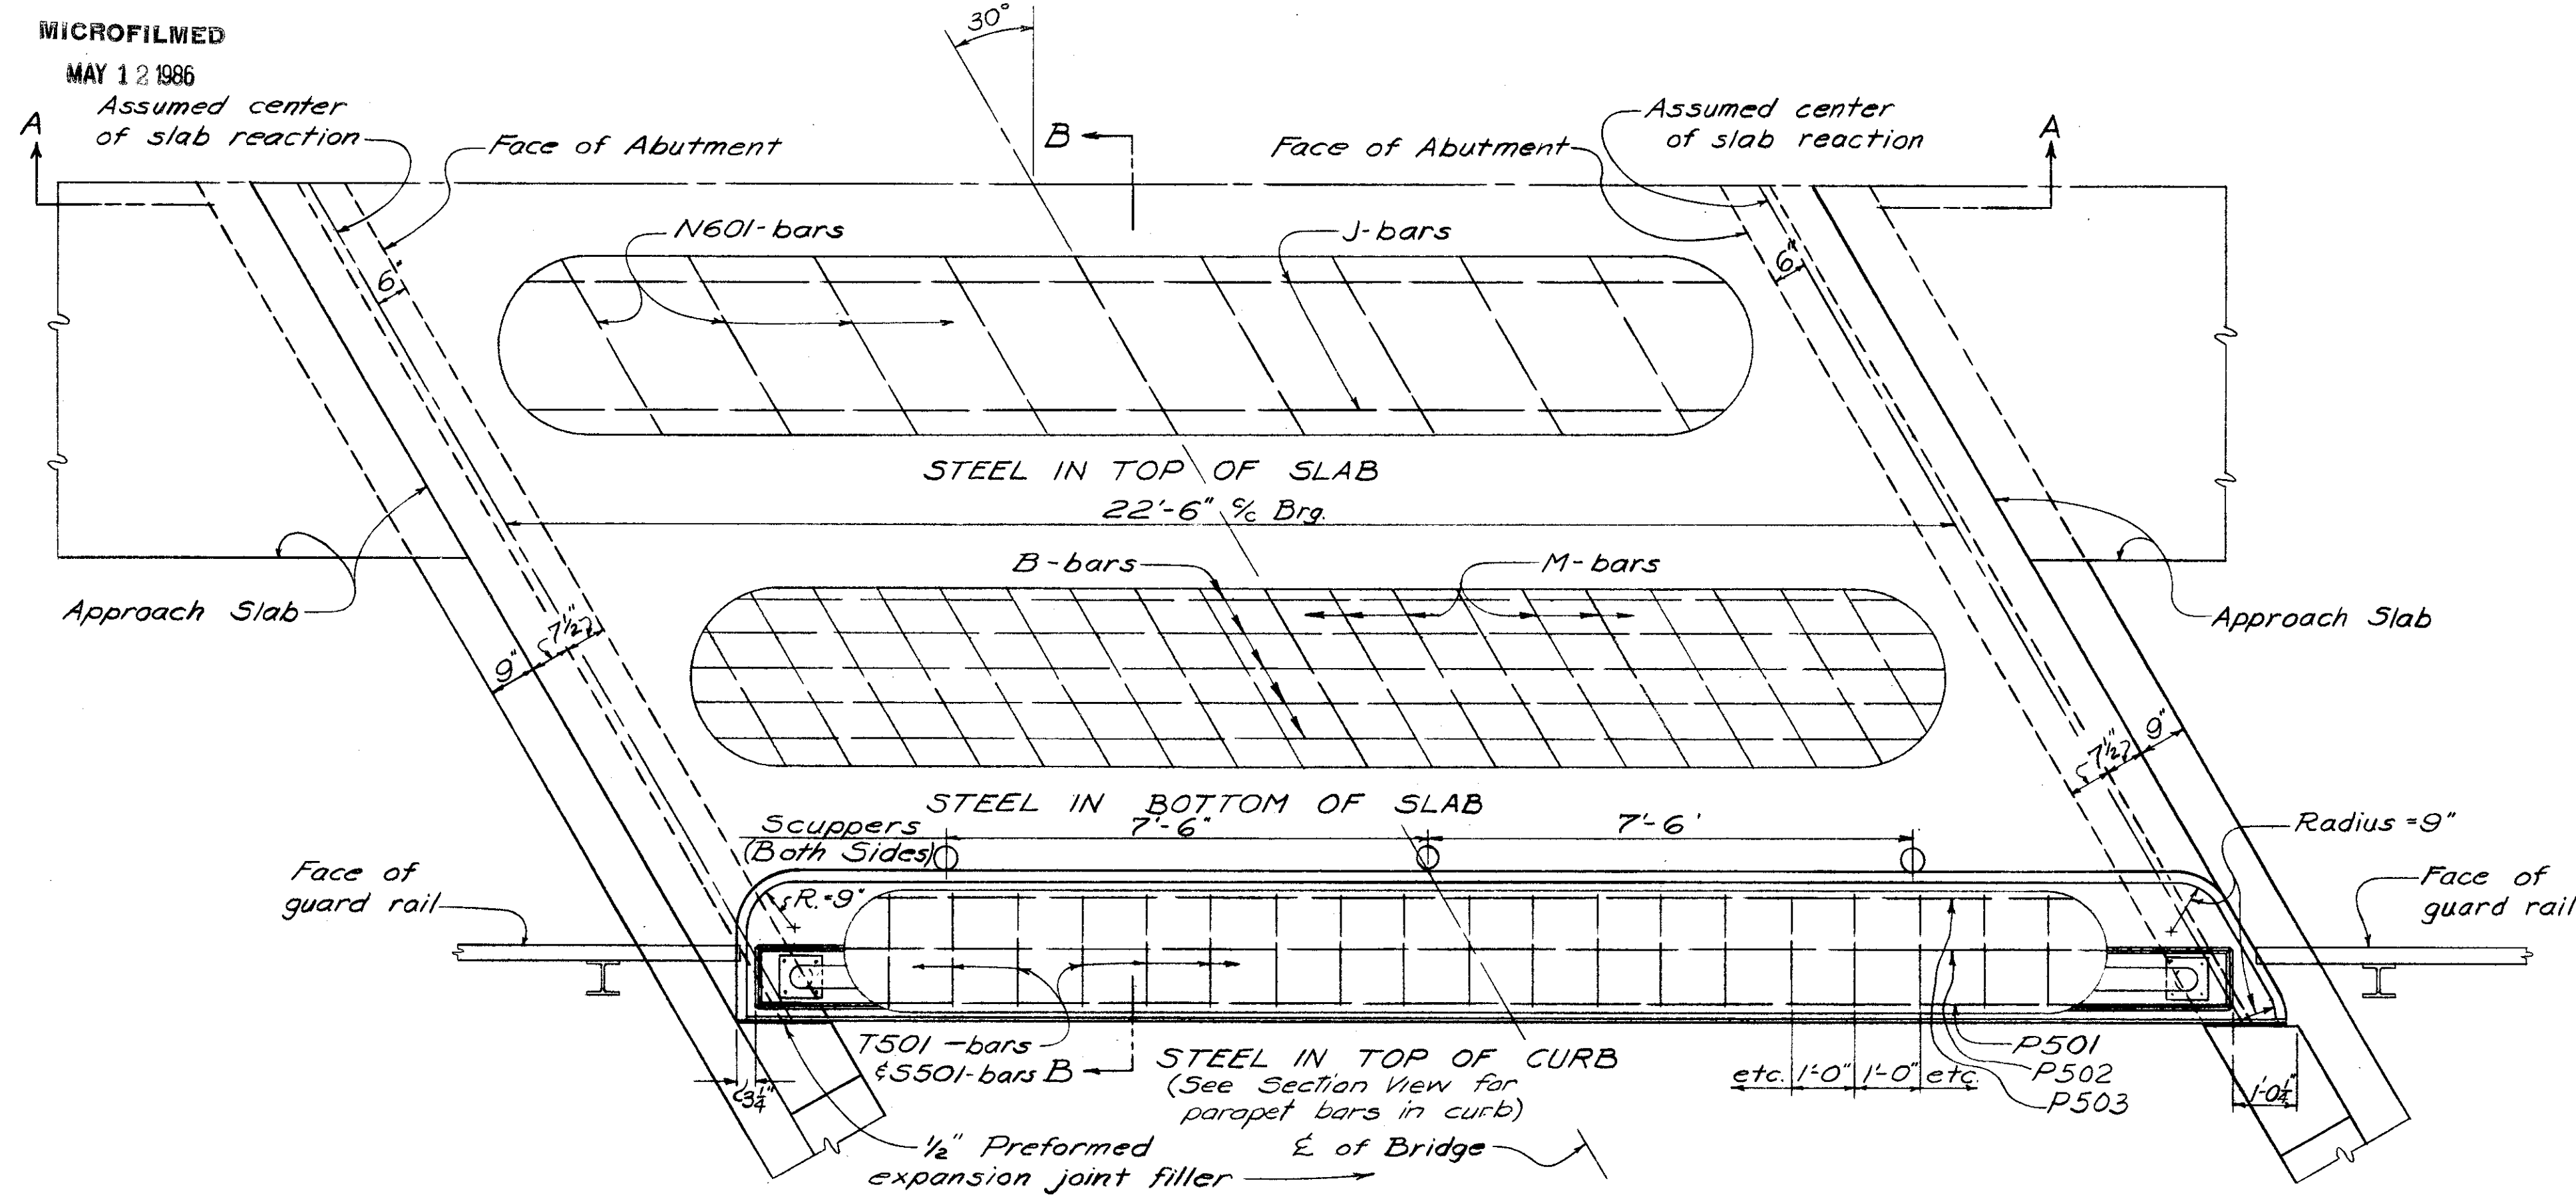 MICROFILMED
MAY 12 1986
30°
Assumed center
of slab reaction
A
Face of Abutment
B
Face of Abutment
Assumed center
of slab reaction
A
N601-bars
J-bars
6"
6"
STEEL IN TOP OF SLAB
22'-6" c/c Brg.
B-bars
M-bars
Approach Slab
Approach Slab
7½"
9"
7½"
9"
STEEL IN BOTTOM OF SLAB
Scuppers
(Both Sides)
7'-6"
7'-6'
Radius = 9"
Face of
guard rail
R. = 9"
Face of
guard rail
T501 - bars
& S501-bars
B
STEEL IN TOP OF CURB
(See Section View for
parapet bars in curb)
etc. 1'-0" 1'-0" etc.
P501
P502
P503
3¼"
1'-0¼"
½" Preformed
expansion joint filler
℄ of Bridge